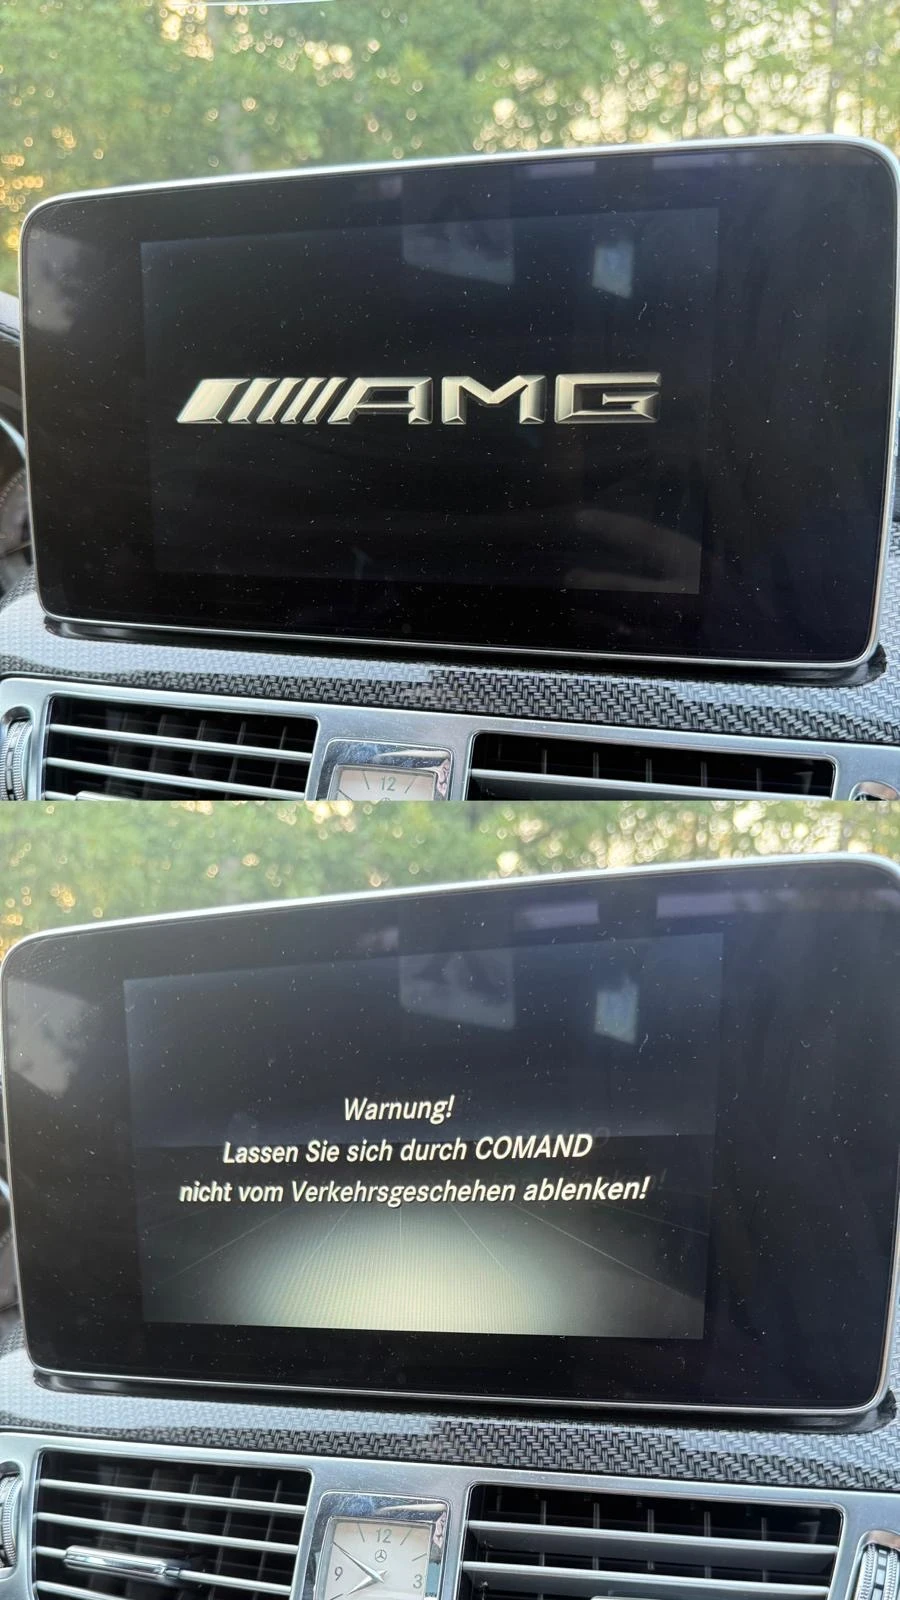 AMG
12
Warnung!
Lassen Sie sich durch COMAND
nicht vom Verkehrsgeschehen ablenken!
12
9
3